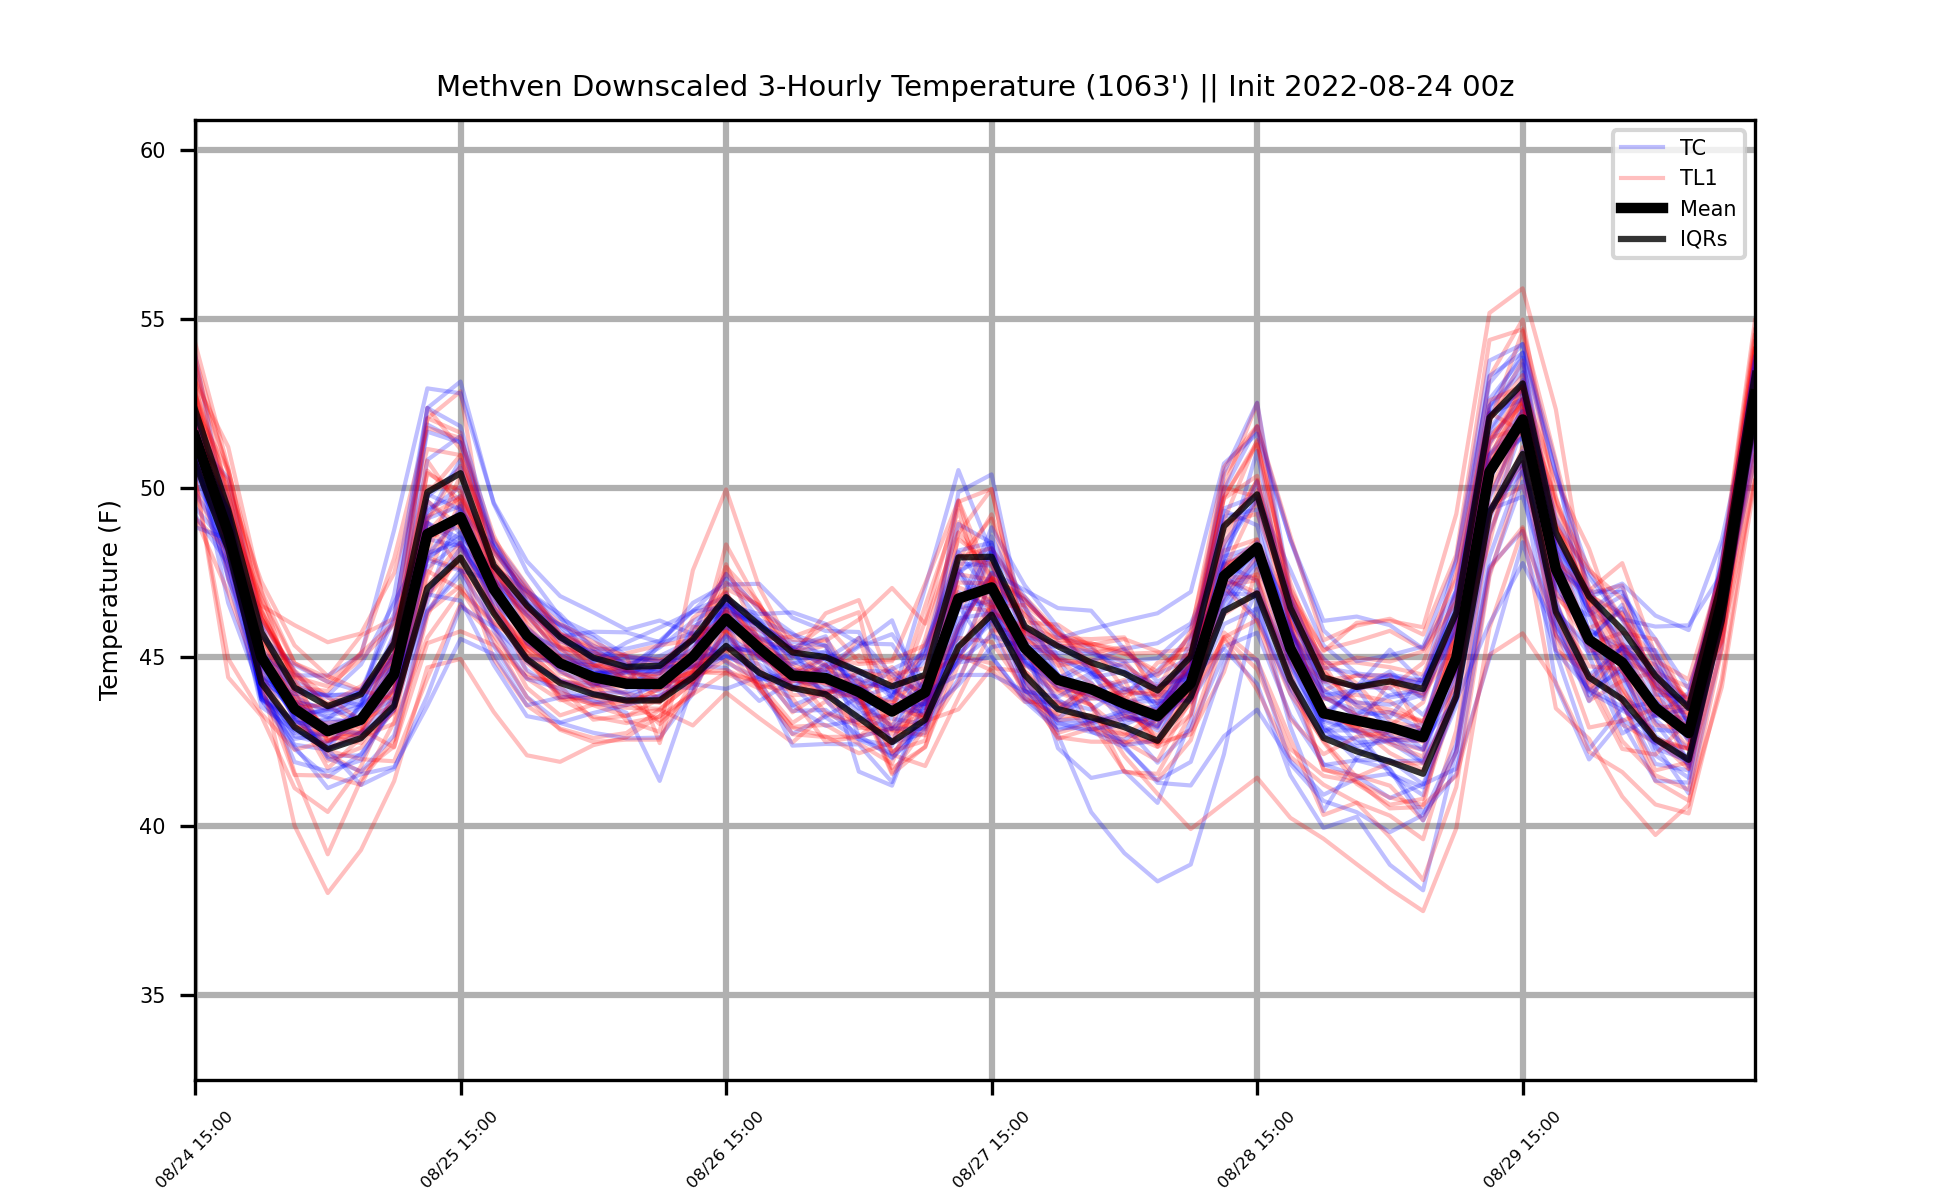 Methven Downscaled 3-Hourly Temperature (1063') || Init 2022-08-24 00z
Temperature (F)
60
55
50
45
40
35
TC
TL1
Mean
IQRs
08/24 15:00
08/25 15:00
08/26 15:00
08/27 15:00
08/28 15:00
08/29 15:00